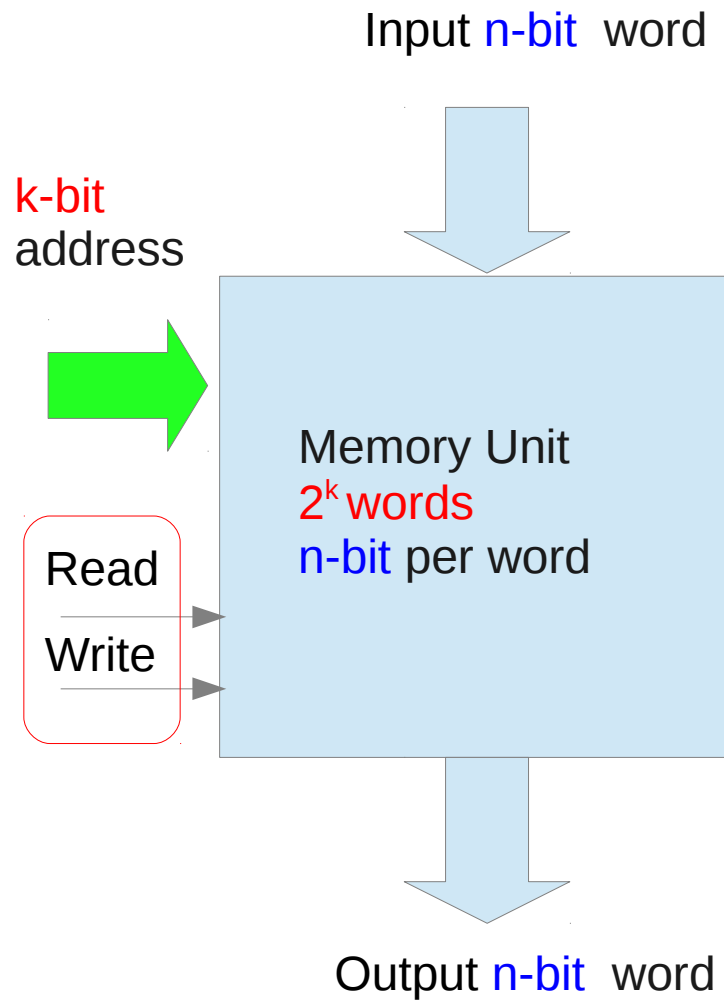 Input n-bit word
k-bit
address
Memory Unit
2ᵏ words
n-bit per word
Read
Write
Output n-bit word